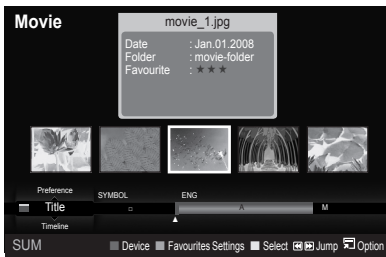 Movie
movie_1.jpg
Date : Jan.01.2008
Folder : movie-folder
Favourite : ★★★
Preference
SYMBOL ENG
Title □ A M
Timeline
SUM Device Favourites Settings Select Jump Option